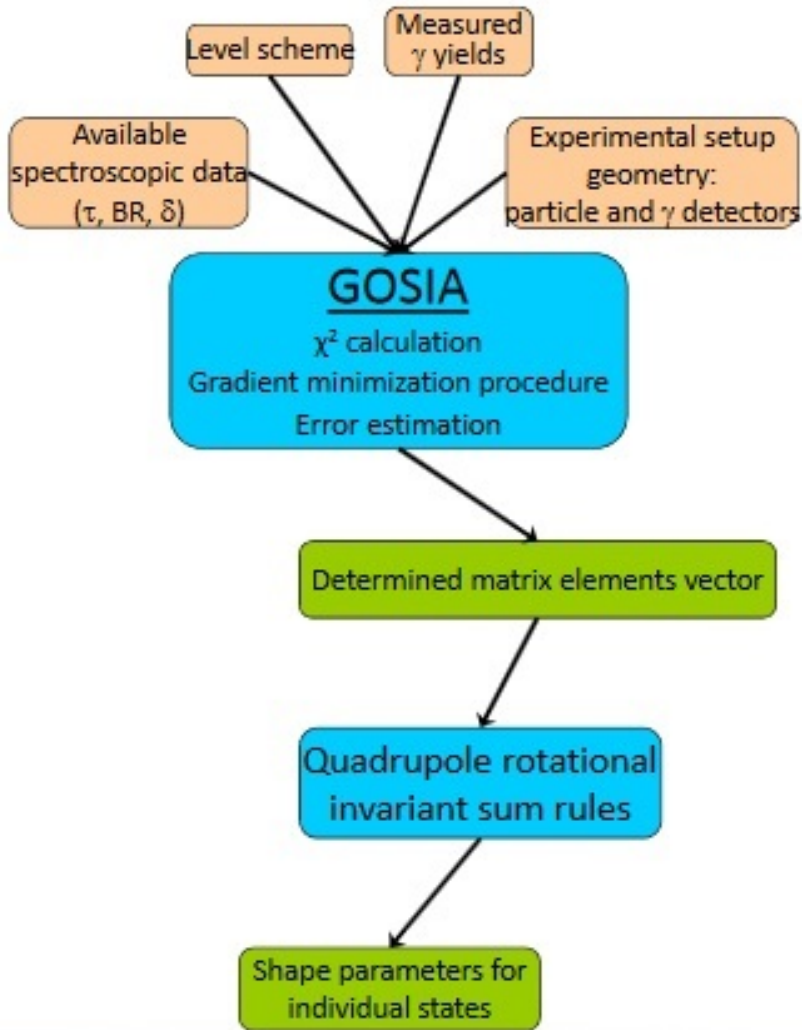 Level scheme
Measured
γ yields
Available
spectroscopic data
(τ, BR, δ)
Experimental setup
geometry:
particle and γ detectors
GOSIA
χ² calculation
Gradient minimization procedure
Error estimation
Determined matrix elements vector
Quadrupole rotational
invariant sum rules
Shape parameters for
individual states